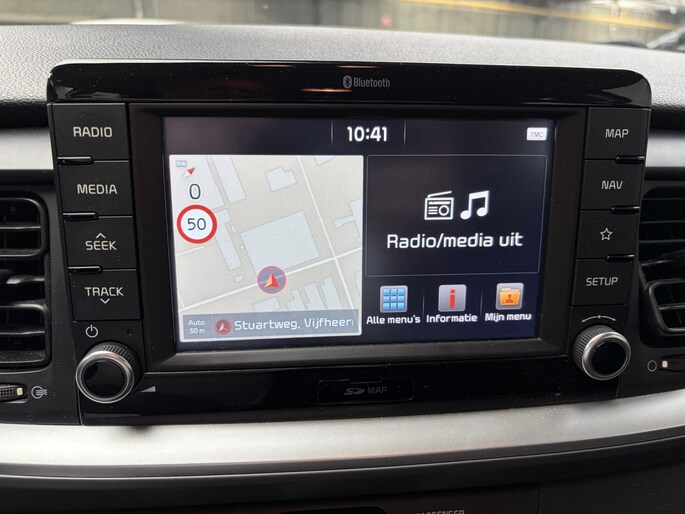 Bluetooth
RADIO
MEDIA
SEEK
TRACK
10:41
TMC
0
50
Radio/media uit
Auto
50 m
Stuartweg, Vijfheer
Alle menu's
Informatie
Mijn menu
MAP
NAV
SETUP
SD MAP
PASSENGER